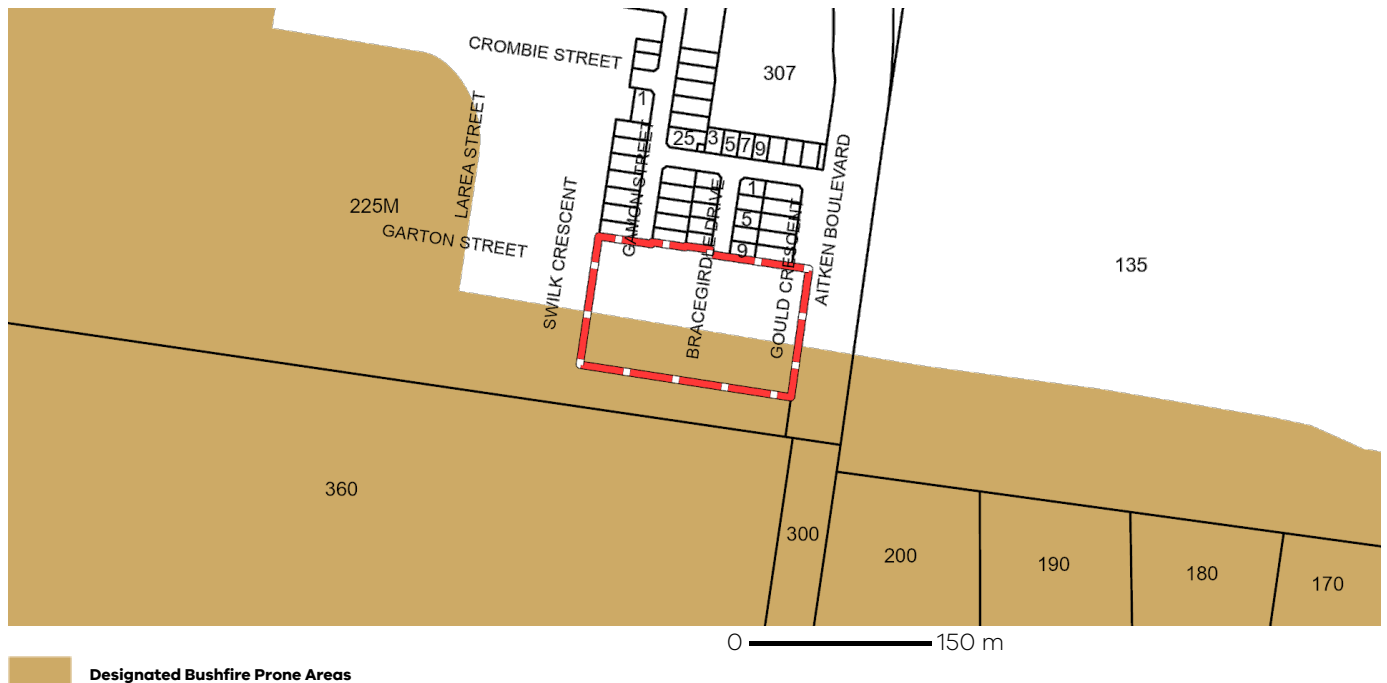 CROMBIE STREET
307
1
25 3 5 7 9
LAREA STREET
GAMON STREET
AITKEN BOULEVARD
SWILK CRESCENT
BRACEGIRDLE DRIVE
1
GOULD CRESCENT
225M
5
GARTON STREET
9
135
360
300
200
190
180
170
0 150 m
Designated Bushfire Prone Areas